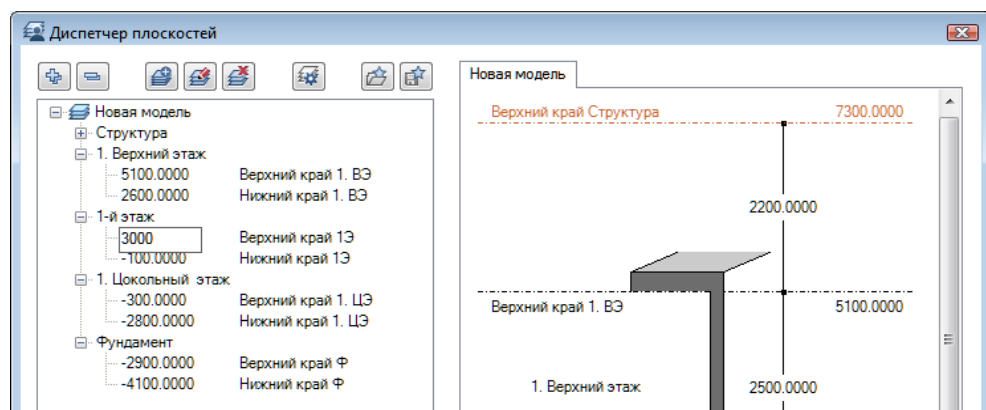 Диспетчер плоскостей
Новая модель
Структура
1. Верхний этаж
5100.0000 Верхний край 1. ВЭ
2600.0000 Нижний край 1. ВЭ
1-й этаж
3000 Верхний край 1Э
-100.0000 Нижний край 1Э
1. Цокольный этаж
-300.0000 Верхний край 1. ЦЭ
-2800.0000 Нижний край 1. ЦЭ
Фундамент
-2900.0000 Верхний край Ф
-4100.0000 Нижний край Ф
Новая модель
Верхний край Структура 7300.0000
2200.0000
Верхний край 1. ВЭ 5100.0000
1. Верхний этаж 2500.0000